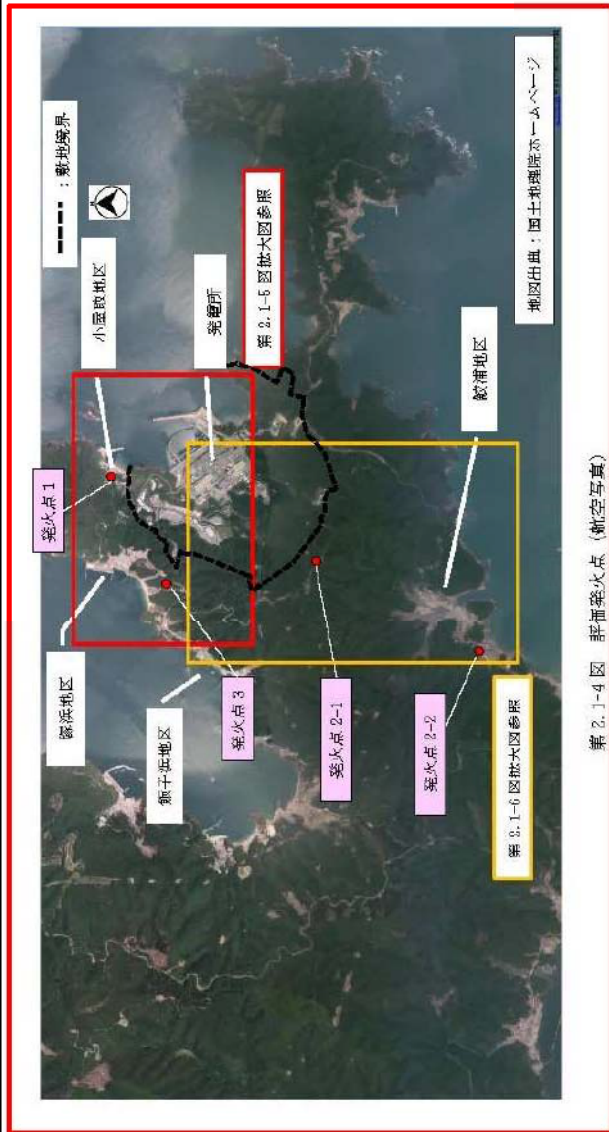 ：敷地境界
小屋取地区
発電所
第 2.1-5 図拡大図参照
地図出典：国土地理院ホームページ
発火点 1
鮫浦地区
塚浜地区
飯子浜地区
発火点 3
発火点 2-1
発火点 2-2
第 2.1-6 図拡大図参照
第 2.1-4 図　評価発火点（航空写真）